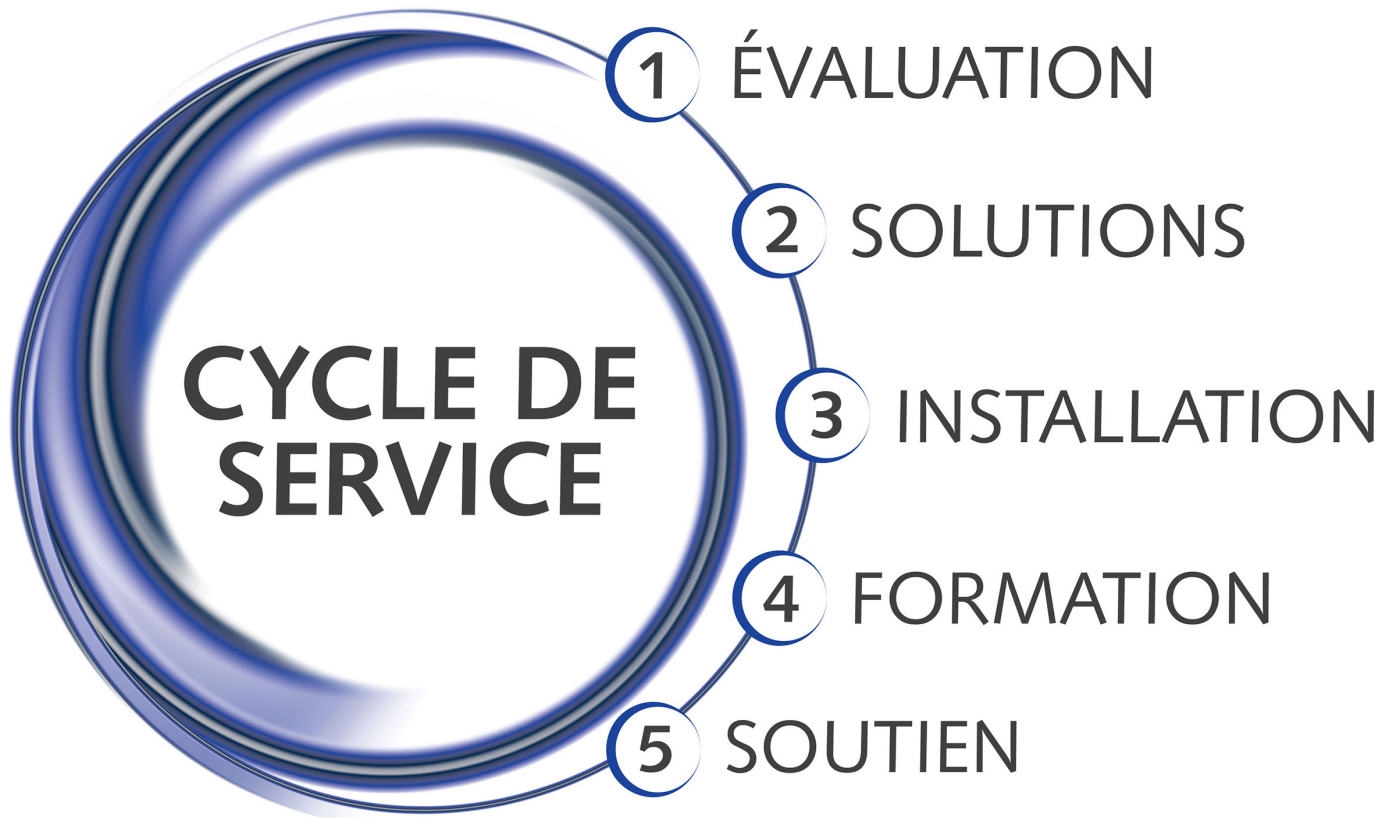 CYCLE DE
SERVICE
1 ÉVALUATION
2 SOLUTIONS
3 INSTALLATION
4 FORMATION
5 SOUTIEN